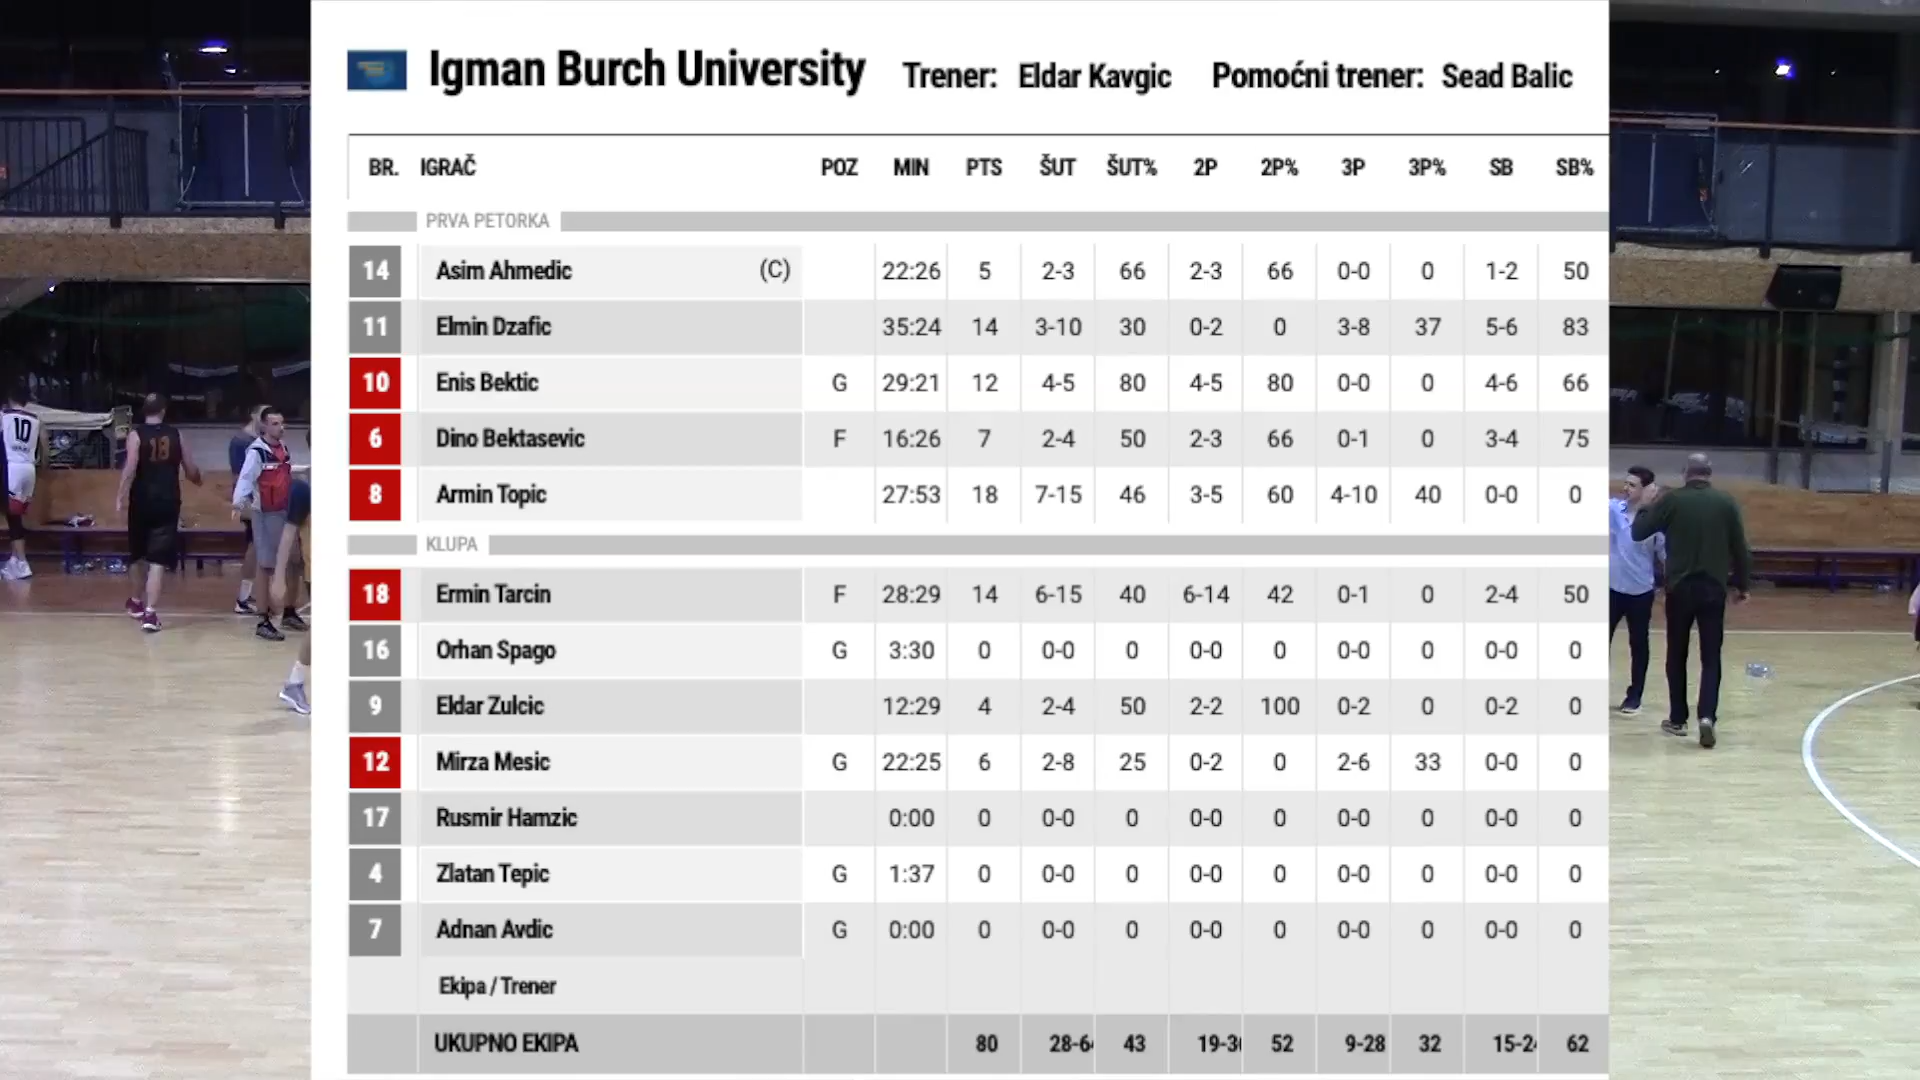 Igman Burch University Trener: Eldar Kavgic Pomoćni trener: Sead Balic
BR. IGRAČ POZ MIN PTS ŠUT ŠUT% 2P 2P% 3P 3P% SB SB%
PRVA PETORKA
14 Asim Ahmedic (C) 22:26 5 2-3 66 2-3 66 0-0 0 1-2 50
11 Elmin Dzafic 35:24 14 3-10 30 0-2 0 3-8 37 5-6 83
10 Enis Bektic G 29:21 12 4-5 80 4-5 80 0-0 0 4-6 66
6 Dino Bektasevic F 16:26 7 2-4 50 2-3 66 0-1 0 3-4 75
8 Armin Topic 27:53 18 7-15 46 3-5 60 4-10 40 0-0 0
KLUPA
18 Ermin Tarcin F 28:29 14 6-15 40 6-14 42 0-1 0 2-4 50
16 Orhan Spago G 3:30 0 0-0 0 0-0 0 0-0 0 0-0 0
9 Eldar Zulcic 12:29 4 2-4 50 2-2 100 0-2 0 0-2 0
12 Mirza Mesic G 22:25 6 2-8 25 0-2 0 2-6 33 0-0 0
17 Rusmir Hamzic 0:00 0 0-0 0 0-0 0 0-0 0 0-0 0
4 Zlatan Tepic G 1:37 0 0-0 0 0-0 0 0-0 0 0-0 0
7 Adnan Avdic G 0:00 0 0-0 0 0-0 0 0-0 0 0-0 0
Ekipa / Trener
UKUPNO EKIPA 80 43 52 9-28 32 62
10
18